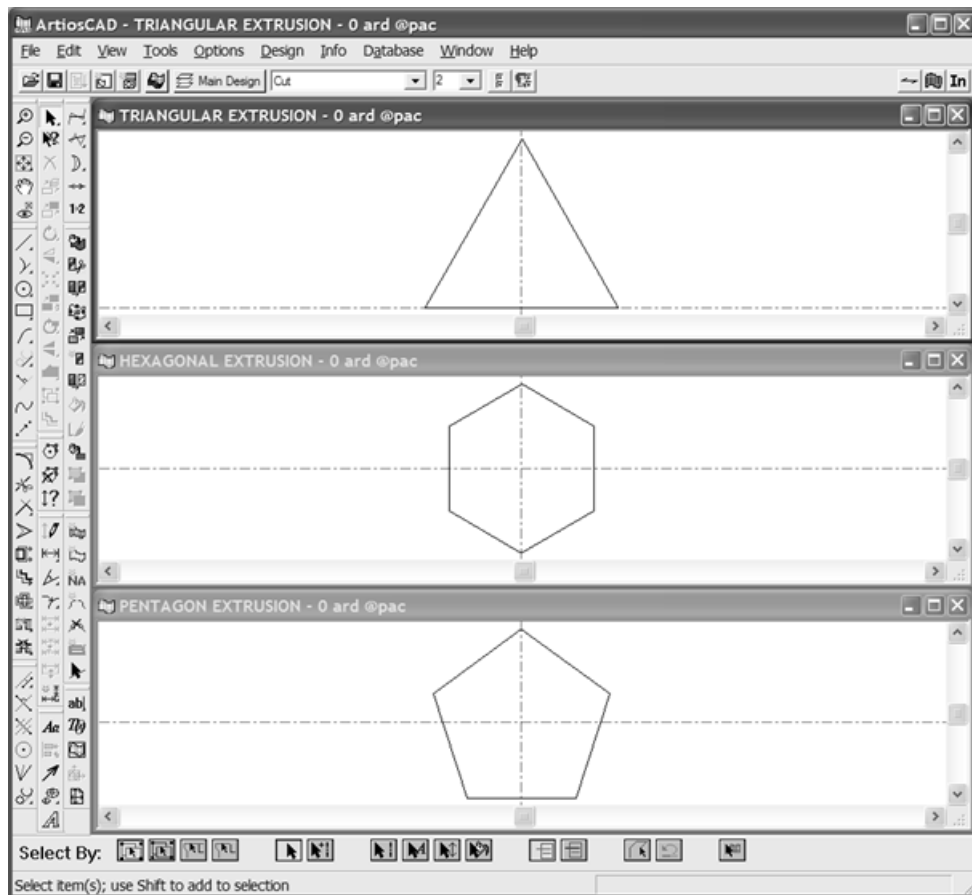 ArtiosCAD - TRIANGULAR EXTRUSION - 0 ard @pac
File Edit View Tools Options Design Info Database Window Help
Main Design Cut 2 In
TRIANGULAR EXTRUSION - 0 ard @pac
1·2
HEXAGONAL EXTRUSION - 0 ard @pac
1?
NA
PENTAGON EXTRUSION - 0 ard @pac
ab|
Aa
A
Select By:
Select item(s); use Shift to add to selection